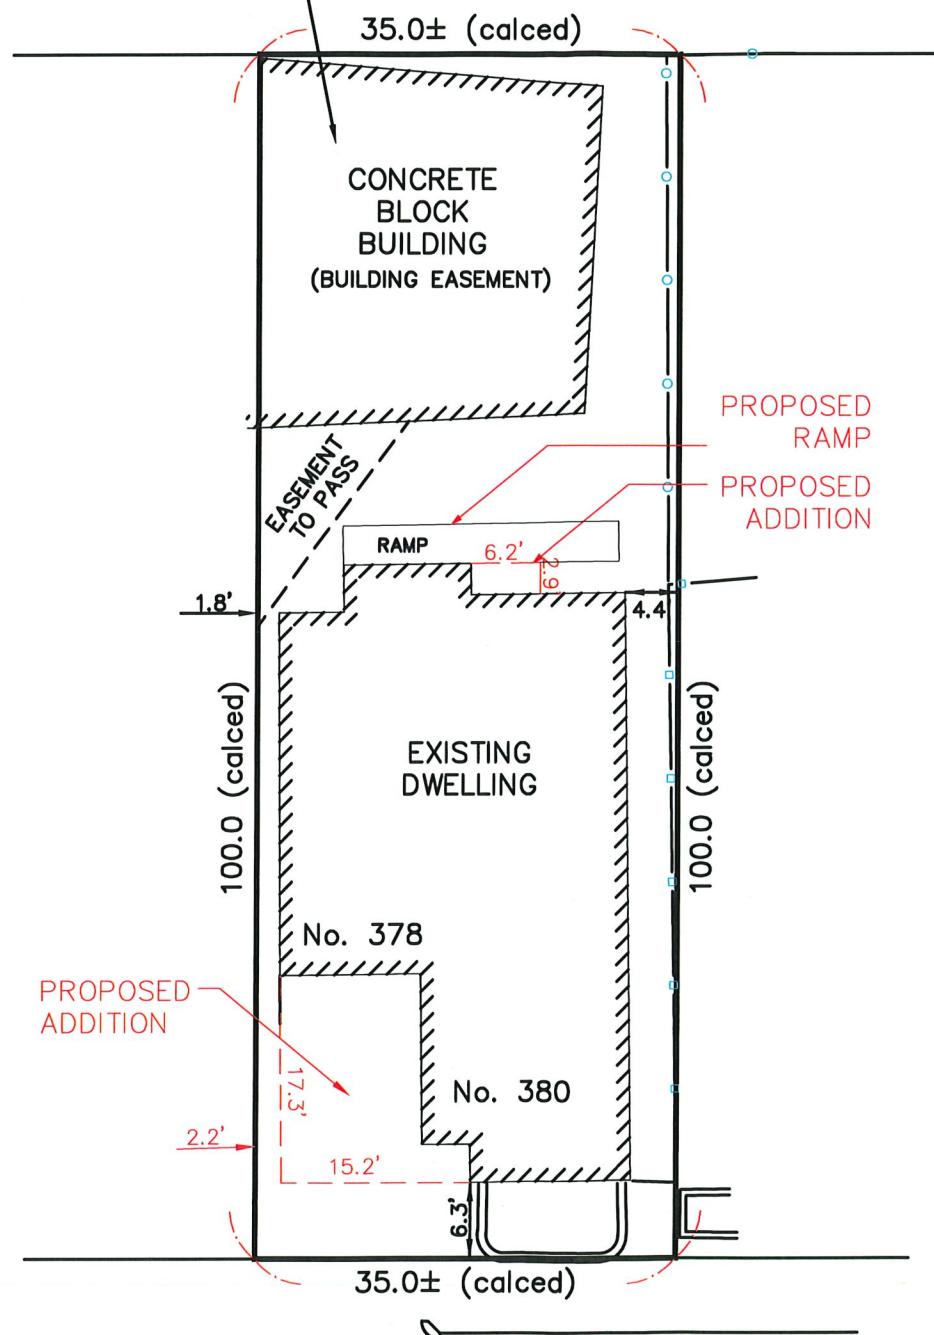 35.0± (calced)
CONCRETE
BLOCK
BUILDING
(BUILDING EASEMENT)
PROPOSED
RAMP
EASEMENT
TO PASS
PROPOSED
ADDITION
RAMP
6.2'
2.9
1.8'
4.4
100.0 (calced)
100.0 (calced)
EXISTING
DWELLING
No. 378
PROPOSED
ADDITION
17.3'
No. 380
2.2'
15.2'
6.3'
35.0± (calced)